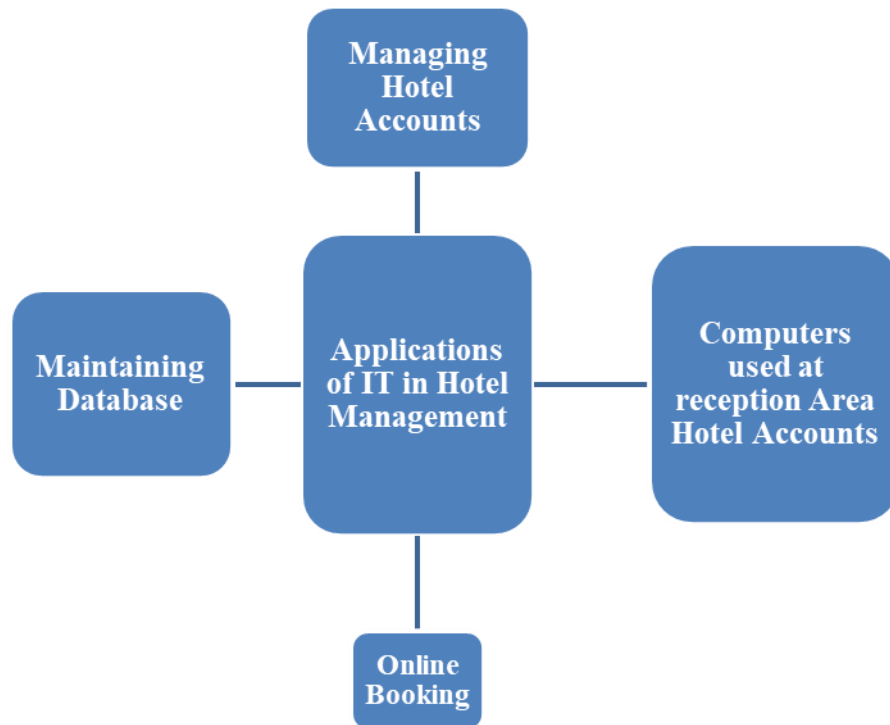 Managing
Hotel
Accounts
Maintaining
Database
Applications
of IT in Hotel
Management
Computers
used at
reception Area
Hotel Accounts
Online
Booking